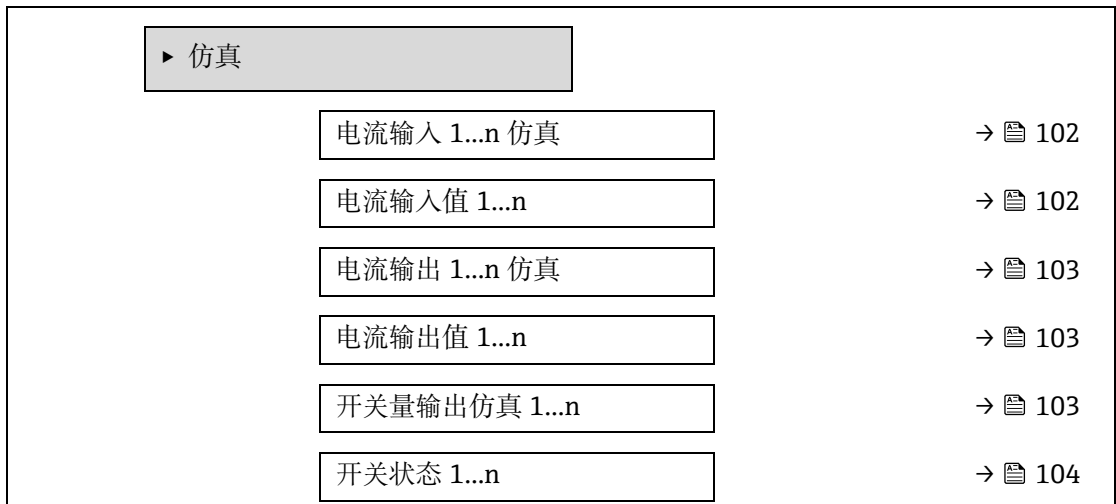 ▸ 仿真
电流输入 1...n 仿真 → 102
电流输入值 1...n → 102
电流输出 1...n 仿真 → 103
电流输出值 1...n → 103
开关量输出仿真 1...n → 103
开关状态 1...n → 104